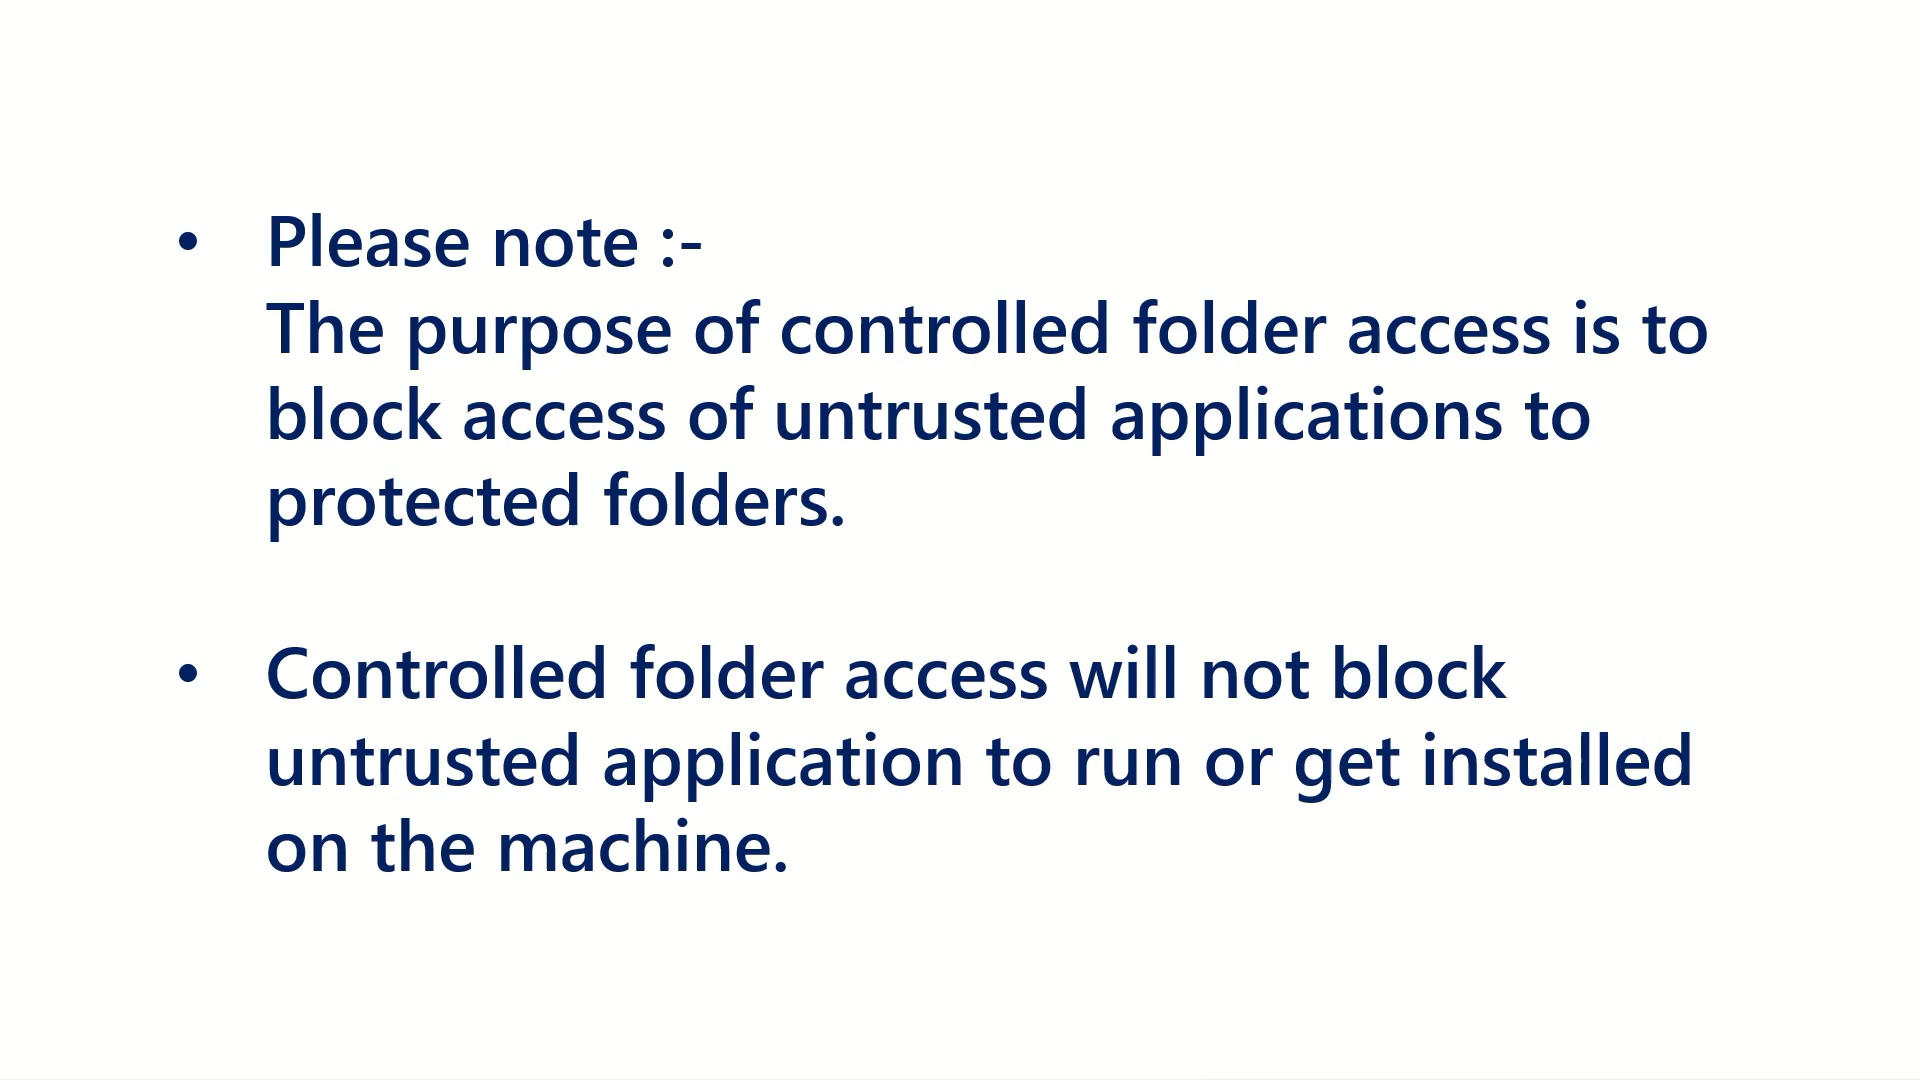 • Please note :-
The purpose of controlled folder access is to
block access of untrusted applications to
protected folders.
• Controlled folder access will not block
untrusted application to run or get installed
on the machine.